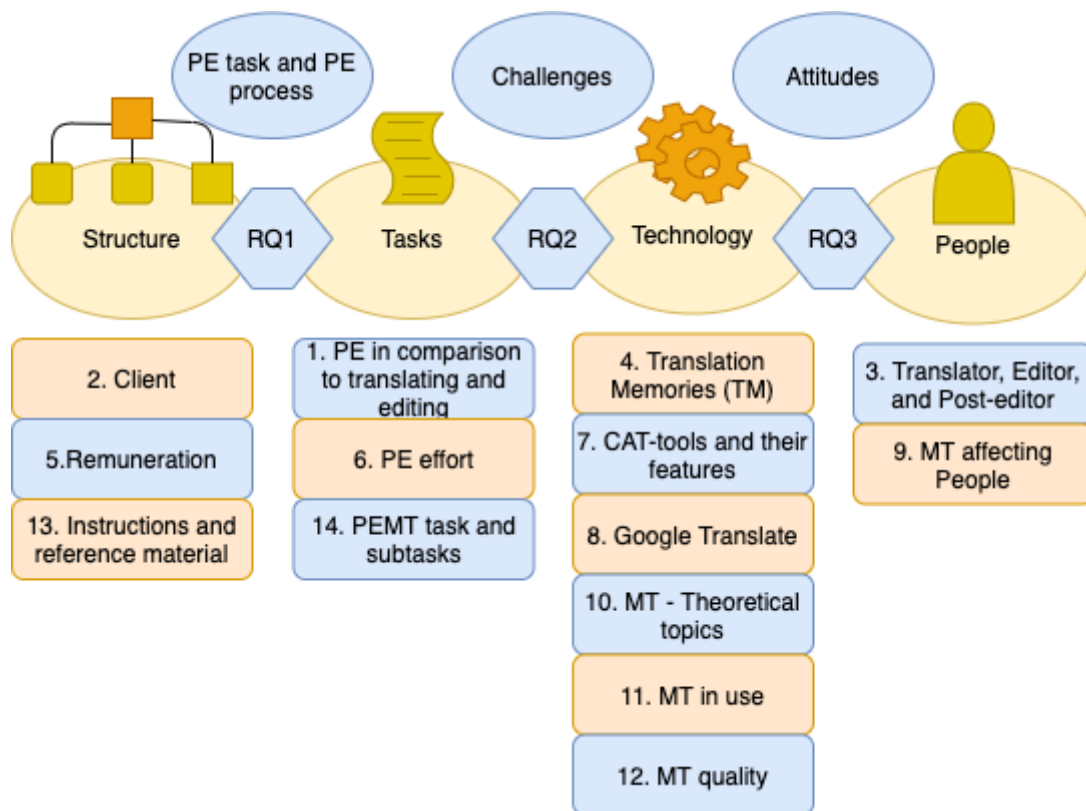 PE task and PE
process
Challenges
Attitudes
Structure
RQ1
Tasks
RQ2
Technology
RQ3
People
2. Client
5.Remuneration
13. Instructions and
reference material
1. PE in comparison
to translating and
editing
6. PE effort
14. PEMT task and
subtasks
4. Translation
Memories (TM)
7. CAT-tools and their
features
8. Google Translate
10. MT - Theoretical
topics
11. MT in use
12. MT quality
3. Translator, Editor,
and Post-editor
9. MT affecting
People